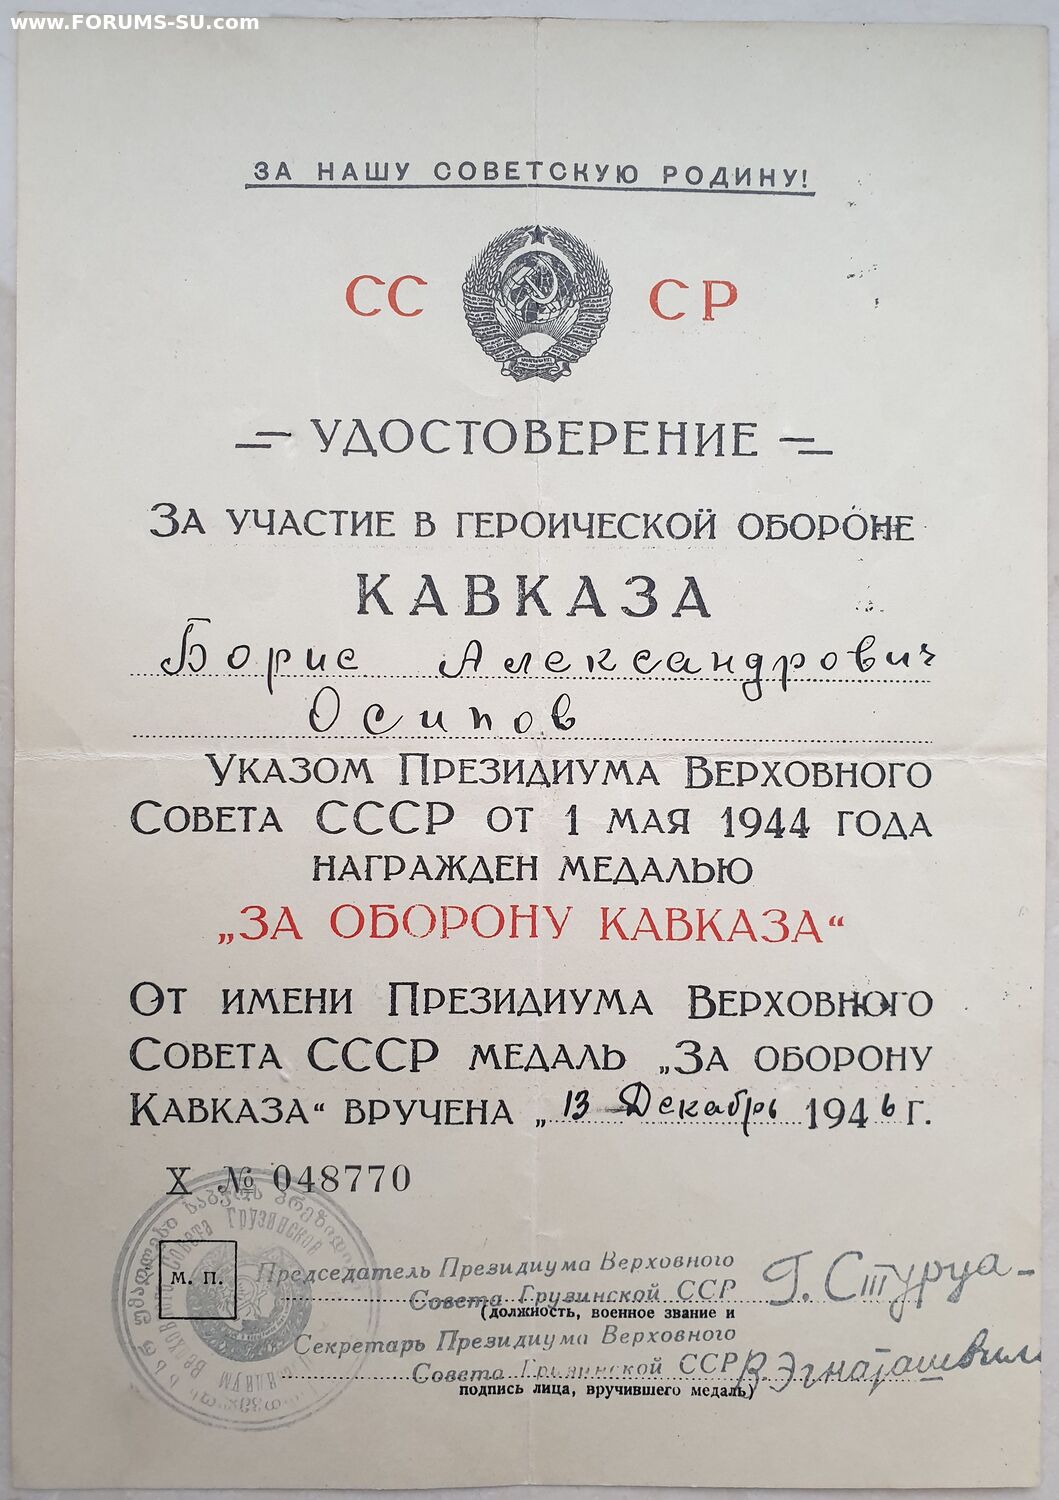 www.FORUMS-SU.com
ЗА НАШУ СОВЕТСКУЮ РОДИНУ!
СС СР
УДОСТОВЕРЕНИЕ
ЗА УЧАСТИЕ В ГЕРОИЧЕСКОЙ ОБОРОНЕ
КАВКАЗА
Борис Александрович
Осипов
УКАЗОМ ПРЕЗИДИУМА ВЕРХОВНОГО
СОВЕТА СССР ОТ 1 МАЯ 1944 ГОДА
НАГРАЖДЕН МЕДАЛЬЮ
„ЗА ОБОРОНУ КАВКАЗА“
ОТ ИМЕНИ ПРЕЗИДИУМА ВЕРХОВНОГО
СОВЕТА СССР МЕДАЛЬ „ЗА ОБОРОНУ
КАВКАЗА“ ВРУЧЕНА „13 Декабрь 1946 г.
X № 048770
М. П.
Председатель Президиума Верховного
Совета Грузинской ССР Г. Стуруа
(должность, военное звание и
Секретарь Президиума Верховного
Совета Грузинской ССР В. Эгнаташвили
подпись лица, вручившего медаль)